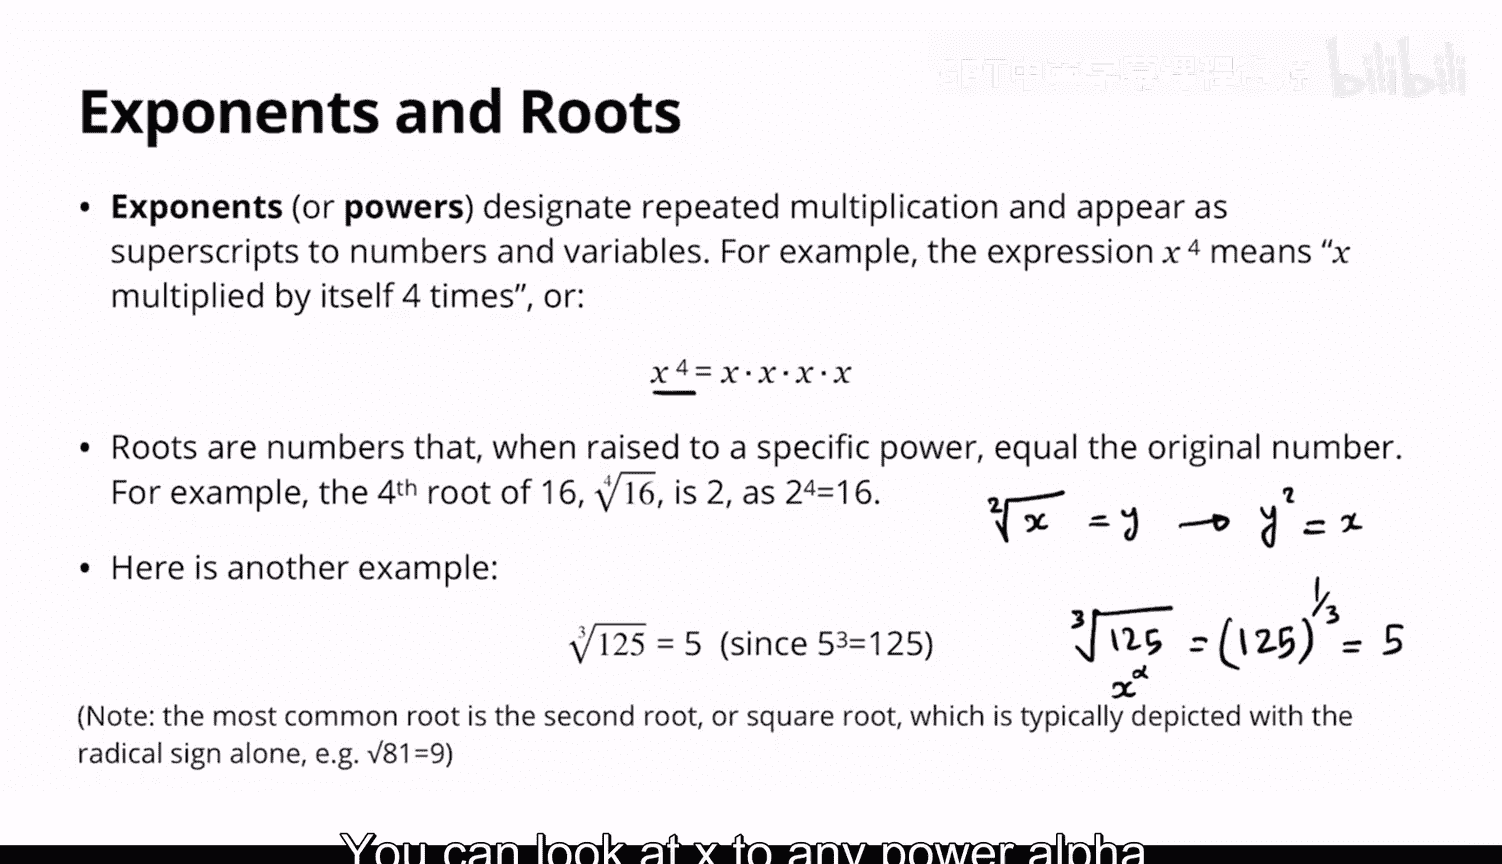 bilibili
Exponents and Roots
• Exponents (or powers) designate repeated multiplication and appear as
superscripts to numbers and variables. For example, the expression x⁴ means “x
multiplied by itself 4 times”, or:
x⁴ = x · x · x · x
• Roots are numbers that, when raised to a specific power, equal the original number.
For example, the 4th root of 16, ∜16, is 2, as 2⁴=16.
²√x = y → y² = x
• Here is another example:
∛125 = 5 (since 5³=125)
³√125 = (125)^1/3 = 5
x^α
(Note: the most common root is the second root, or square root, which is typically depicted with the
radical sign alone, e.g. √81=9)
You can look at x to any power alpha